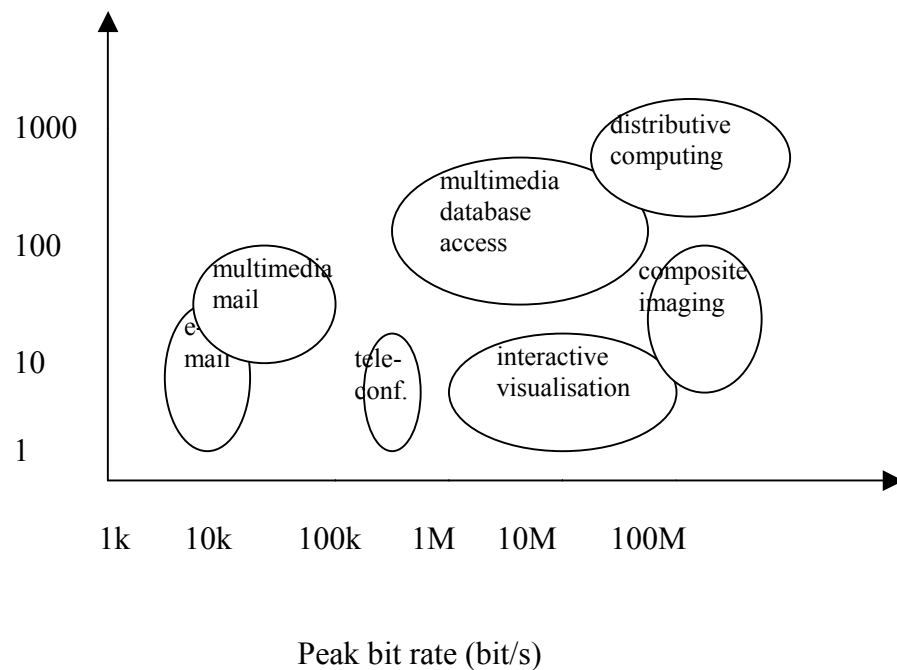 1000
distributive
computing
multimedia
database
access
100
multimedia
mail
composite
imaging
e-
mail
10
tele-
conf.
interactive
visualisation
1
1k 10k 100k 1M 10M 100M
Peak bit rate (bit/s)